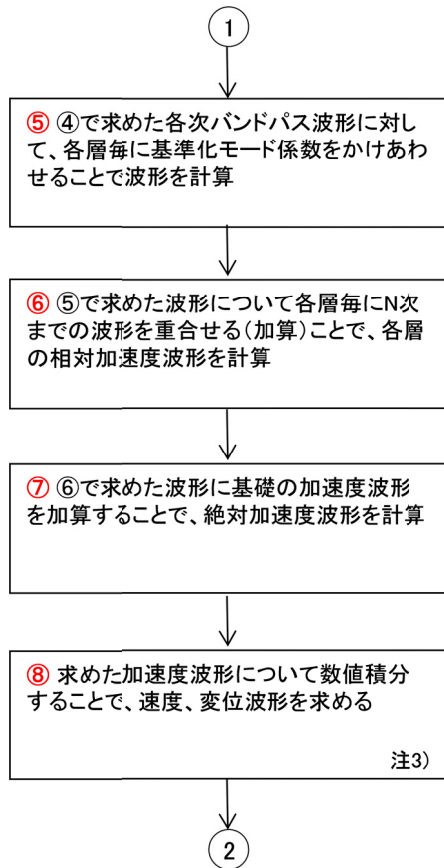 1
⑤ ④で求めた各次バンドパス波形に対し
て、各層毎に基準化モード係数をかけあわ
せることで波形を計算
⑥ ⑤で求めた波形について各層毎にN次
までの波形を重合せる(加算)ことで、各層
の相対加速度波形を計算
⑦ ⑥で求めた波形に基礎の加速度波形
を加算することで、絶対加速度波形を計算
⑧ 求めた加速度波形について数値積分
することで、速度、変位波形を求める
注3)
2